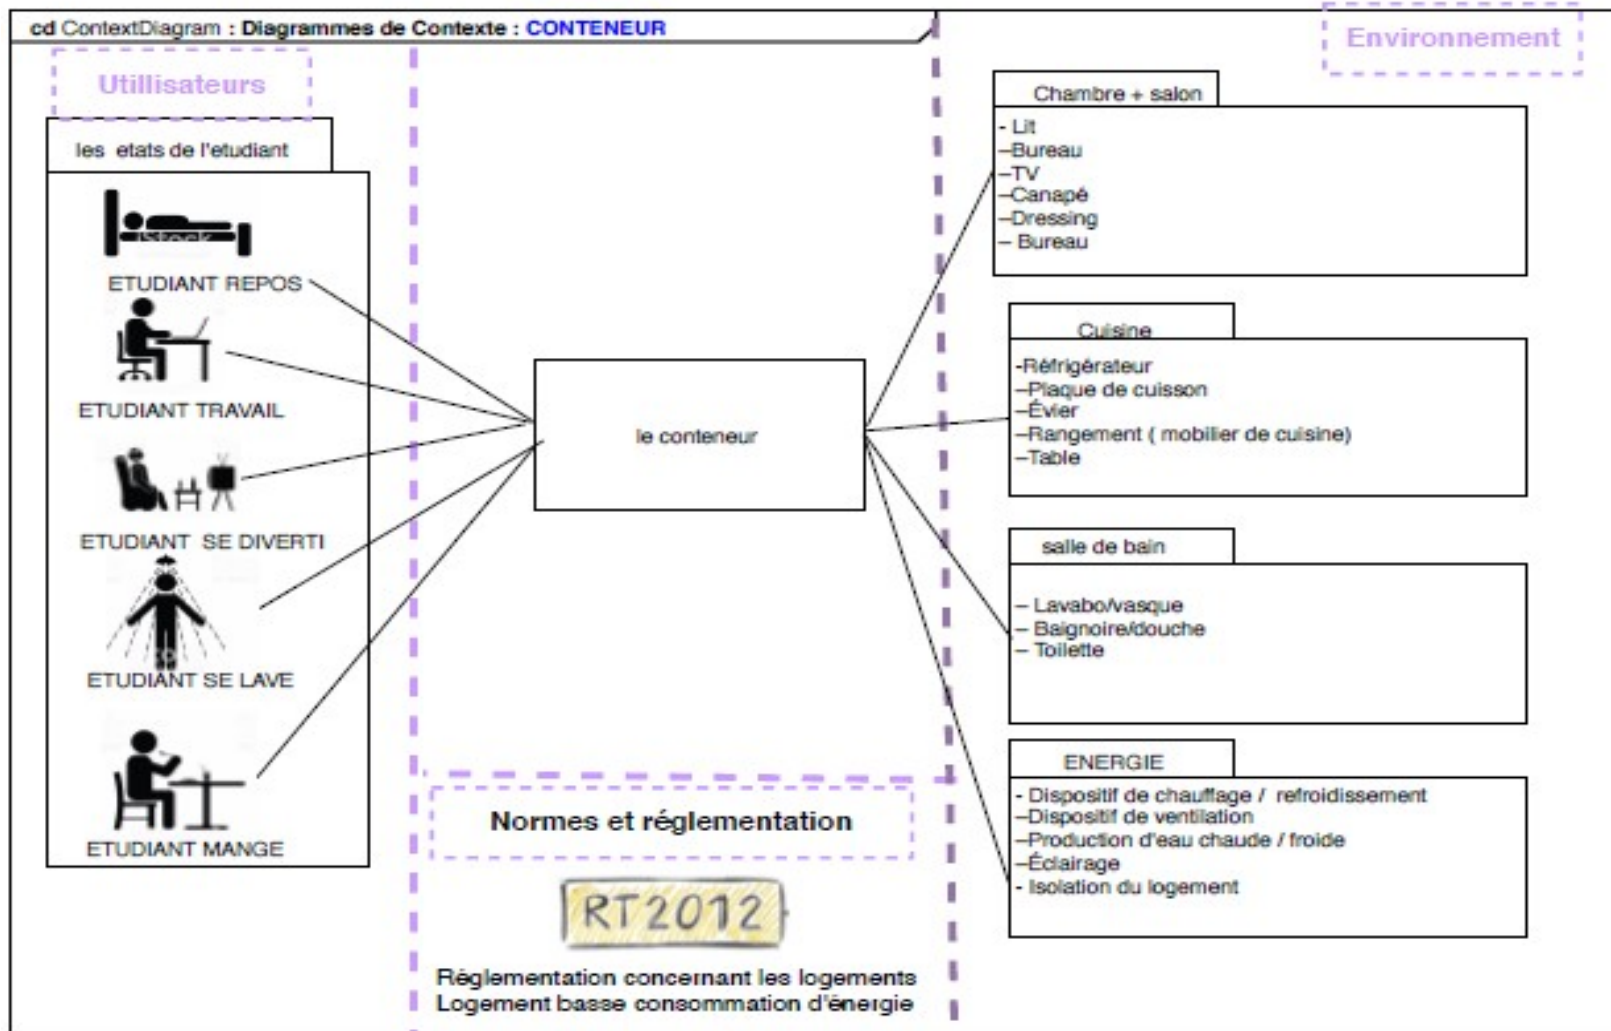 cd ContextDiagram : Diagrammes de Contexte : CONTENEUR
Utillisateurs
les etats de l'etudiant
iStock
ETUDIANT REPOS
ETUDIANT TRAVAIL
ETUDIANT SE DIVERTI
ETUDIANT SE LAVE
ETUDIANT MANGE
le conteneur
Normes et réglementation
RT2012
Réglementation concernant les logements
Logement basse consommation d'énergie
Environnement
Chambre + salon
- Lit
–Bureau
–TV
–Canapé
–Dressing
– Bureau
Cuisine
-Réfrigérateur
–Plaque de cuisson
–Évier
–Rangement ( mobilier de cuisine)
–Table
salle de bain
– Lavabo/vasque
– Baignoire/douche
– Toilette
ENERGIE
- Dispositif de chauffage / refroidissement
–Dispositif de ventilation
–Production d'eau chaude / froide
–Éclairage
- Isolation du logement